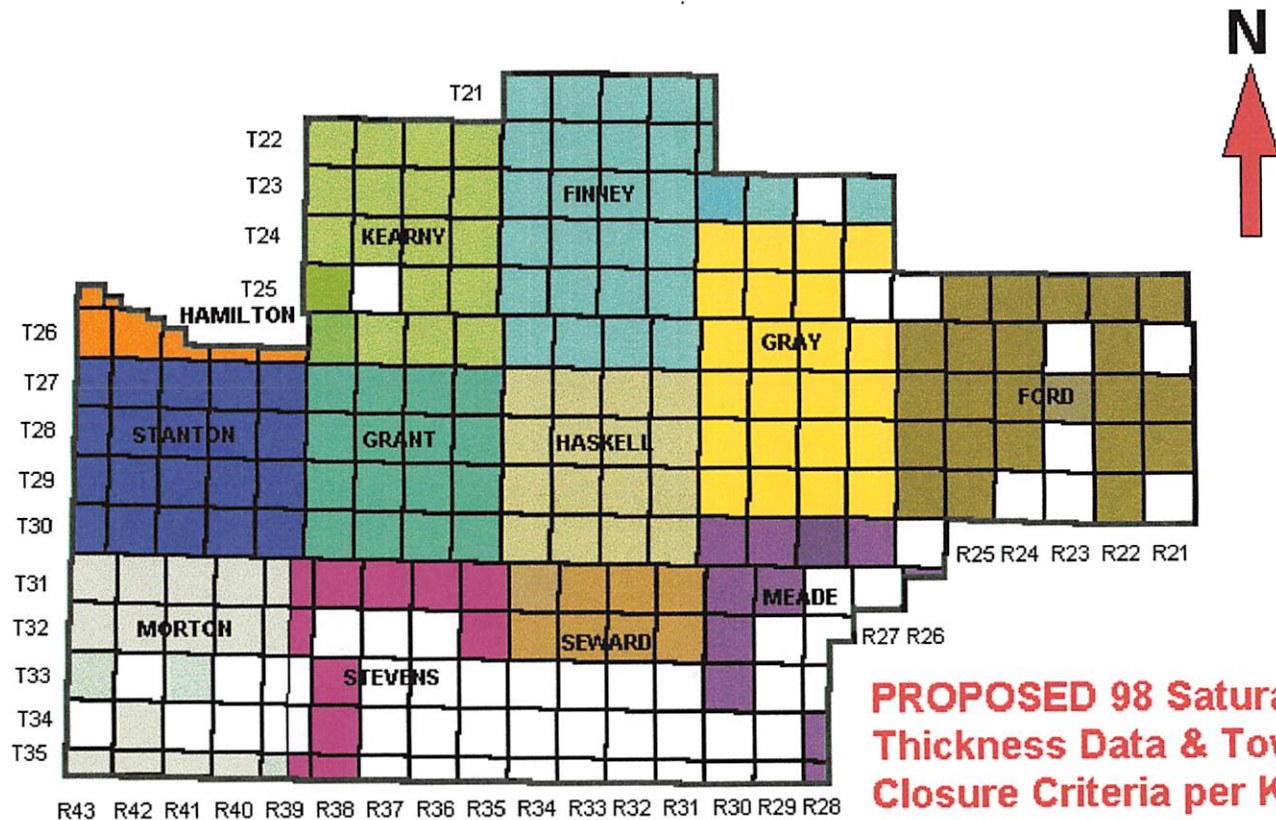 N
T21
T22
T23
FINNEY
T24
KEARNY
T25
HAMILTON
T26
GRAY
T27
FORD
T28
STANTON
GRANT
HASKELL
T29
T30
R25 R24 R23 R22 R21
T31
MEADE
T32
MORTON
SEWARD
R27 R26
T33
STEVENS
T34
T35
R43 R42 R41 R40 R39 R38 R37 R36 R35 R34 R33 R32 R31 R30 R29 R28
PROPOSED 98
Thickness Data &
Closure Criteria per